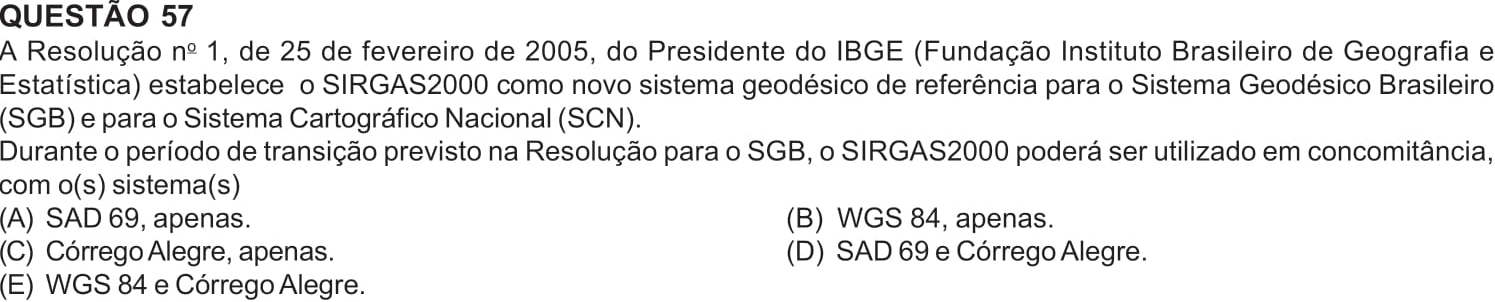 QUESTÃO 57
A Resolução nº 1, de 25 de fevereiro de 2005, do Presidente do IBGE (Fundação Instituto Brasileiro de Geografia e
Estatística) estabelece o SIRGAS2000 como novo sistema geodésico de referência para o Sistema Geodésico Brasileiro
(SGB) e para o Sistema Cartográfico Nacional (SCN).
Durante o período de transição previsto na Resolução para o SGB, o SIRGAS2000 poderá ser utilizado em concomitância,
com o(s) sistema(s)
(A) SAD 69, apenas.
(B) WGS 84, apenas.
(C) Córrego Alegre, apenas.
(D) SAD 69 e Córrego Alegre.
(E) WGS 84 e Córrego Alegre.